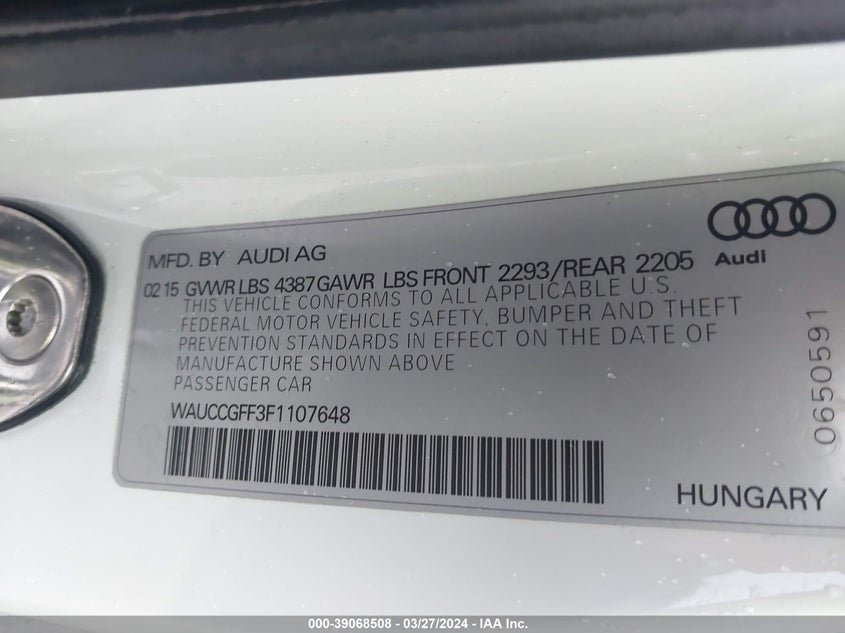 MFD. BY AUDI AG
Audi
02 15 GVWR LBS 4387 GAWR LBS FRONT 2293/REAR 2205
THIS VEHICLE CONFORMS TO ALL APPLICABLE U.S.
FEDERAL MOTOR VEHICLE SAFETY, BUMPER AND THEFT
PREVENTION STANDARDS IN EFFECT ON THE DATE OF
MANUFACTURE SHOWN ABOVE
PASSENGER CAR
WAUCCGFF3F1107648
0650591
HUNGARY
000-39068508 - 03/27/2024 - IAA Inc.